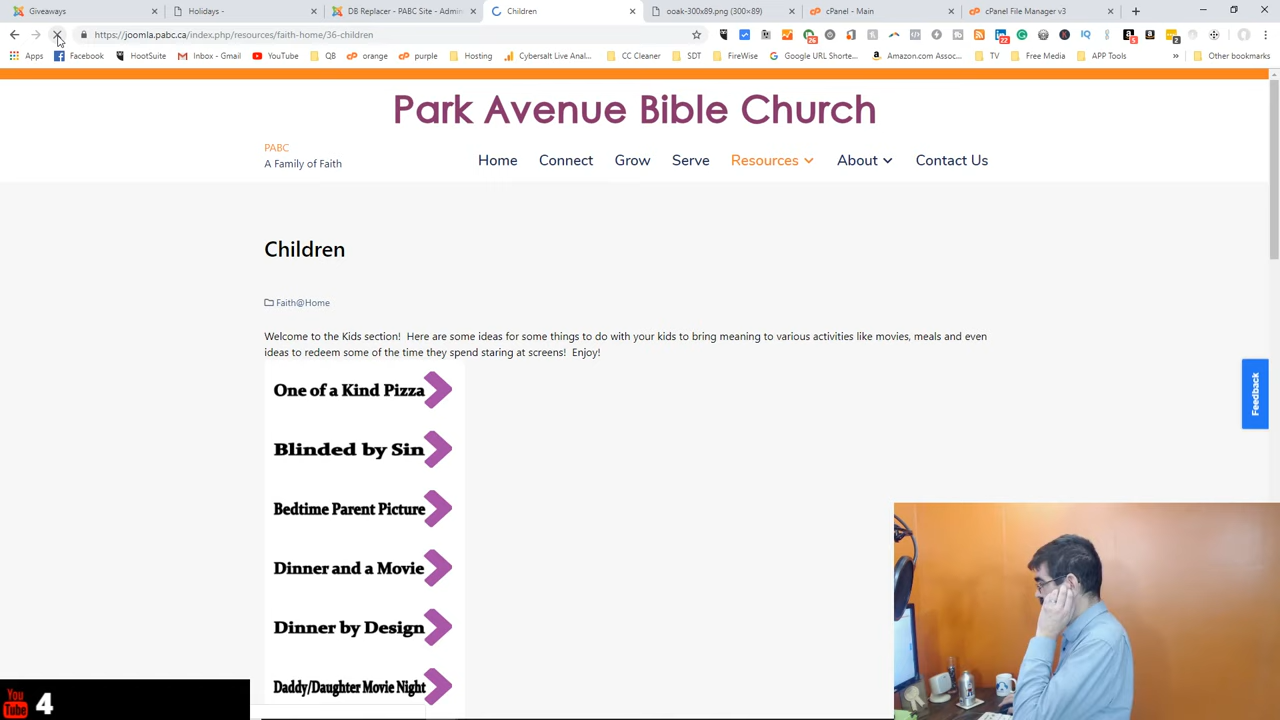 Giveaways
Holidays -
DB Replacer - PABC Site - Admin
Children
ooak-300x89.png (300×89)
cPanel - Main
cPanel File Manager v3
https://joomla.pabc.ca/index.php/resources/faith-home/36-children
Apps
Facebook
HootSuite
Inbox - Gmail
YouTube
QB
orange
purple
Hosting
Cybersalt Live Anal...
CC Cleaner
SDT
FireWise
Google URL Shorte...
Amazon.com Assoc...
TV
Free Media
APP Tools
»
Other bookmarks
Park Avenue Bible Church
PABC
A Family of Faith
Home
Connect
Grow
Serve
Resources
About
Contact Us
Children
Faith@Home
Welcome to the Kids section! Here are some ideas for some things to do with your kids to bring meaning to various activities like movies, meals and even
ideas to redeem some of the time they spend staring at screens! Enjoy!
One of a Kind Pizza
Blinded by Sin
Bedtime Parent Picture
Dinner and a Movie
Dinner by Design
Daddy/Daughter Movie Night
Feedback
You
Tube
4